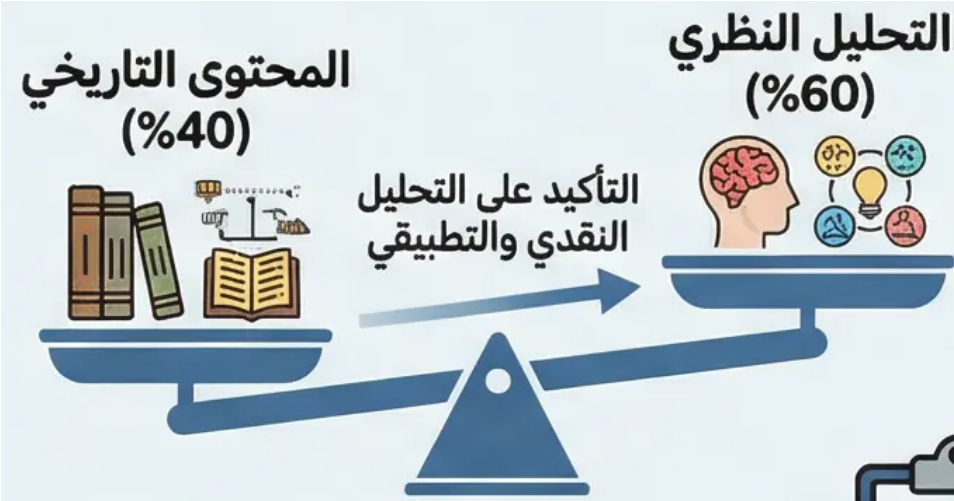 التحليل النظري
(%60)
المحتوى التاريخي
(%40)
التأكيد على التحليل
النقدي والتطبيقي